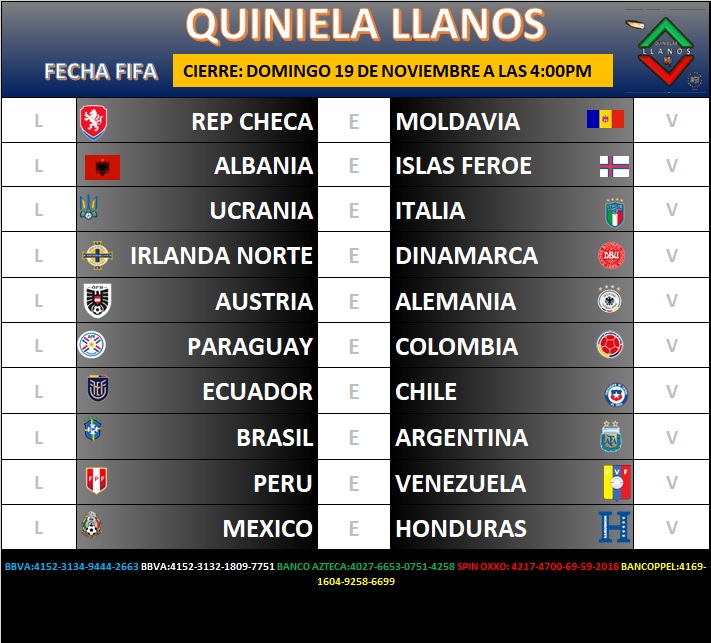 QUINIELA LLANOS
QUINIELAS
LLANOS
FECHA FIFA CIERRE: DOMINGO 19 DE NOVIEMBRE A LAS 4:00PM
L REP CHECA E MOLDAVIA V
L ALBANIA E ISLAS FEROE V
L UCRANIA E ITALIA V
L IRLANDA NORTE E DINAMARCA V
L AUSTRIA E ALEMANIA V
L PARAGUAY E COLOMBIA V
L ECUADOR E CHILE V
L BRASIL E ARGENTINA V
L PERU E VENEZUELA V
L MEXICO E HONDURAS V
BBVA:4152-3134-9444-2663 BBVA:4152-3132-1809-7751 BANCO AZTECA:4027-6653-0751-4258 SPIN OXXO: 4217-4700-69-59-2018 BANCOPPEL:4169-
1604-9258-6699